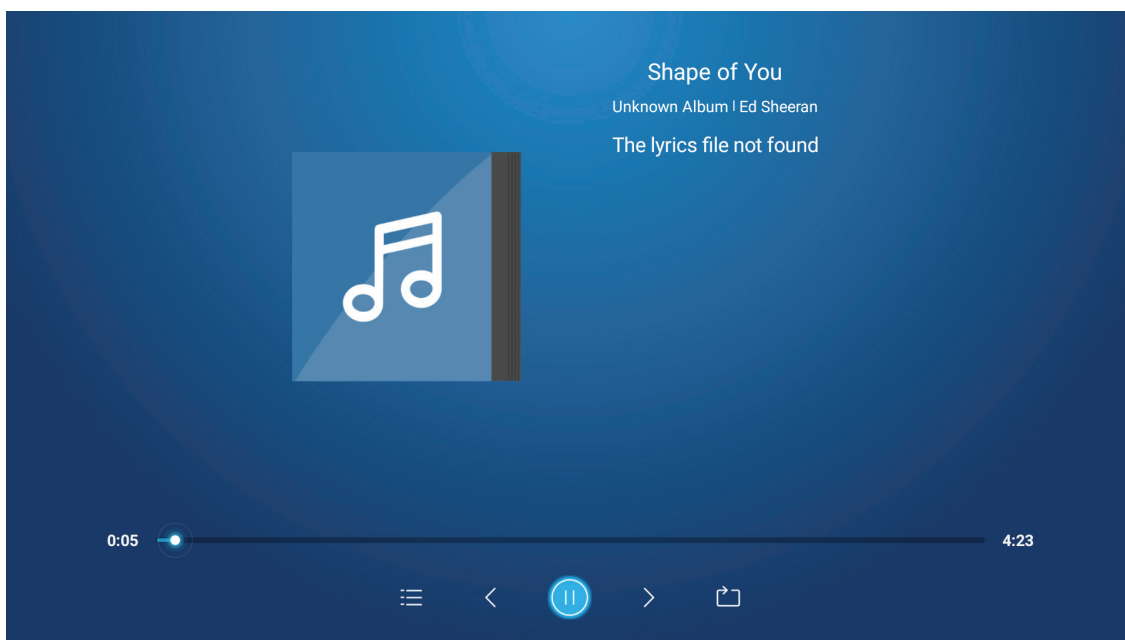 Shape of You
Unknown Album | Ed Sheeran
The lyrics file not found
0:05
4:23